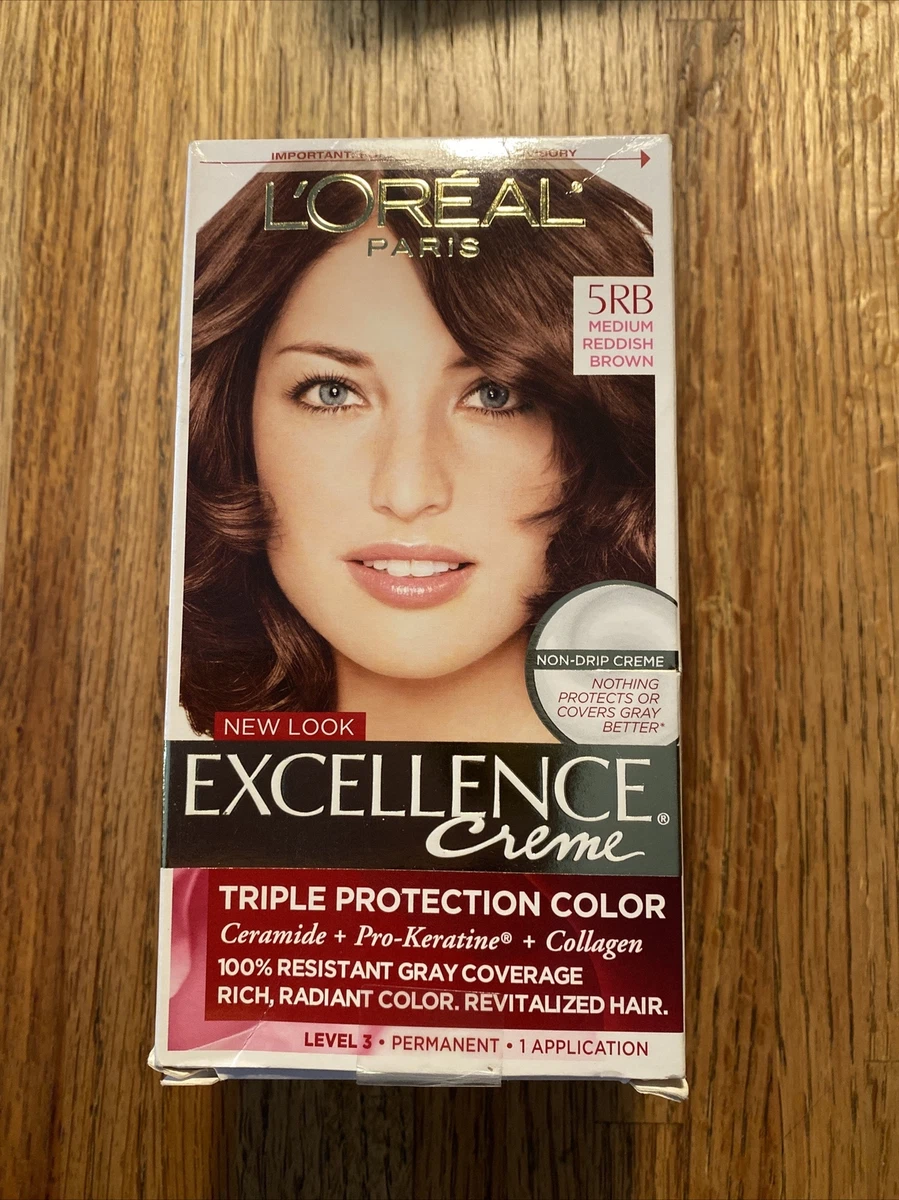 IMPORTANT:
L'ORÉAL®
PARIS
5RB
MEDIUM
REDDISH
BROWN
NON-DRIP CREME
NOTHING
PROTECTS OR
COVERS GRAY
BETTER*
NEW LOOK
EXCELLENCE®
Creme
TRIPLE PROTECTION COLOR
Ceramide + Pro-Keratine® + Collagen
100% RESISTANT GRAY COVERAGE
RICH, RADIANT COLOR. REVITALIZED HAIR.
LEVEL 3 • PERMANENT • 1 APPLICATION